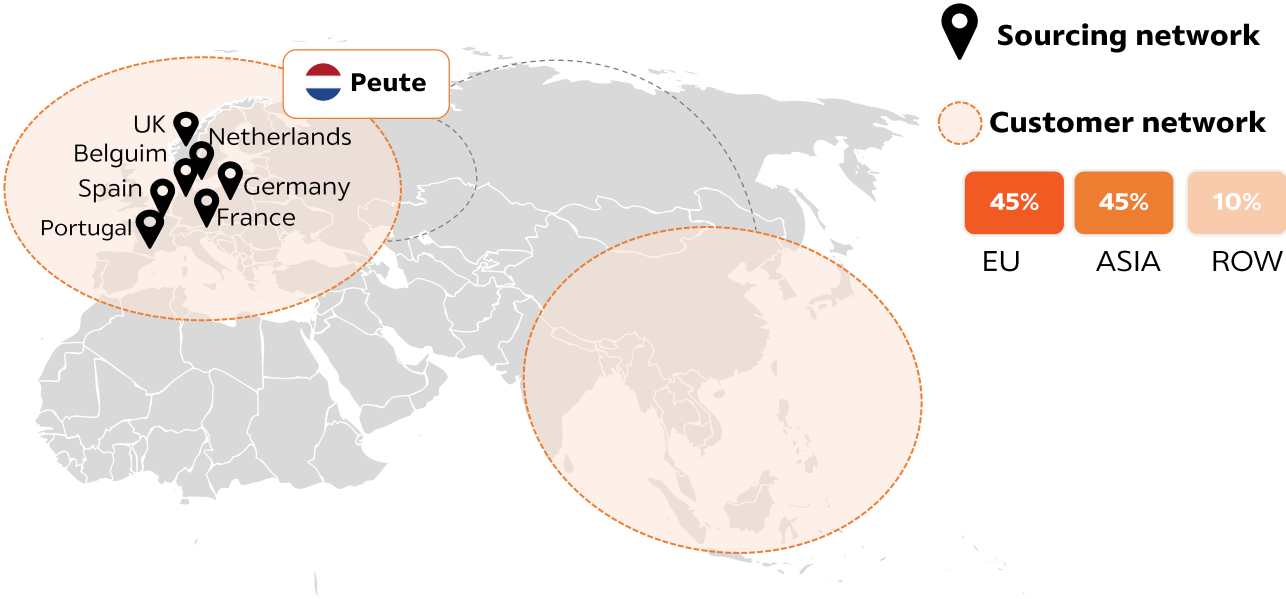 Peute
UK
Netherlands
Belguim
Spain
Germany
France
Portugal
Sourcing network
Customer network
45%
45%
10%
EU
ASIA
ROW